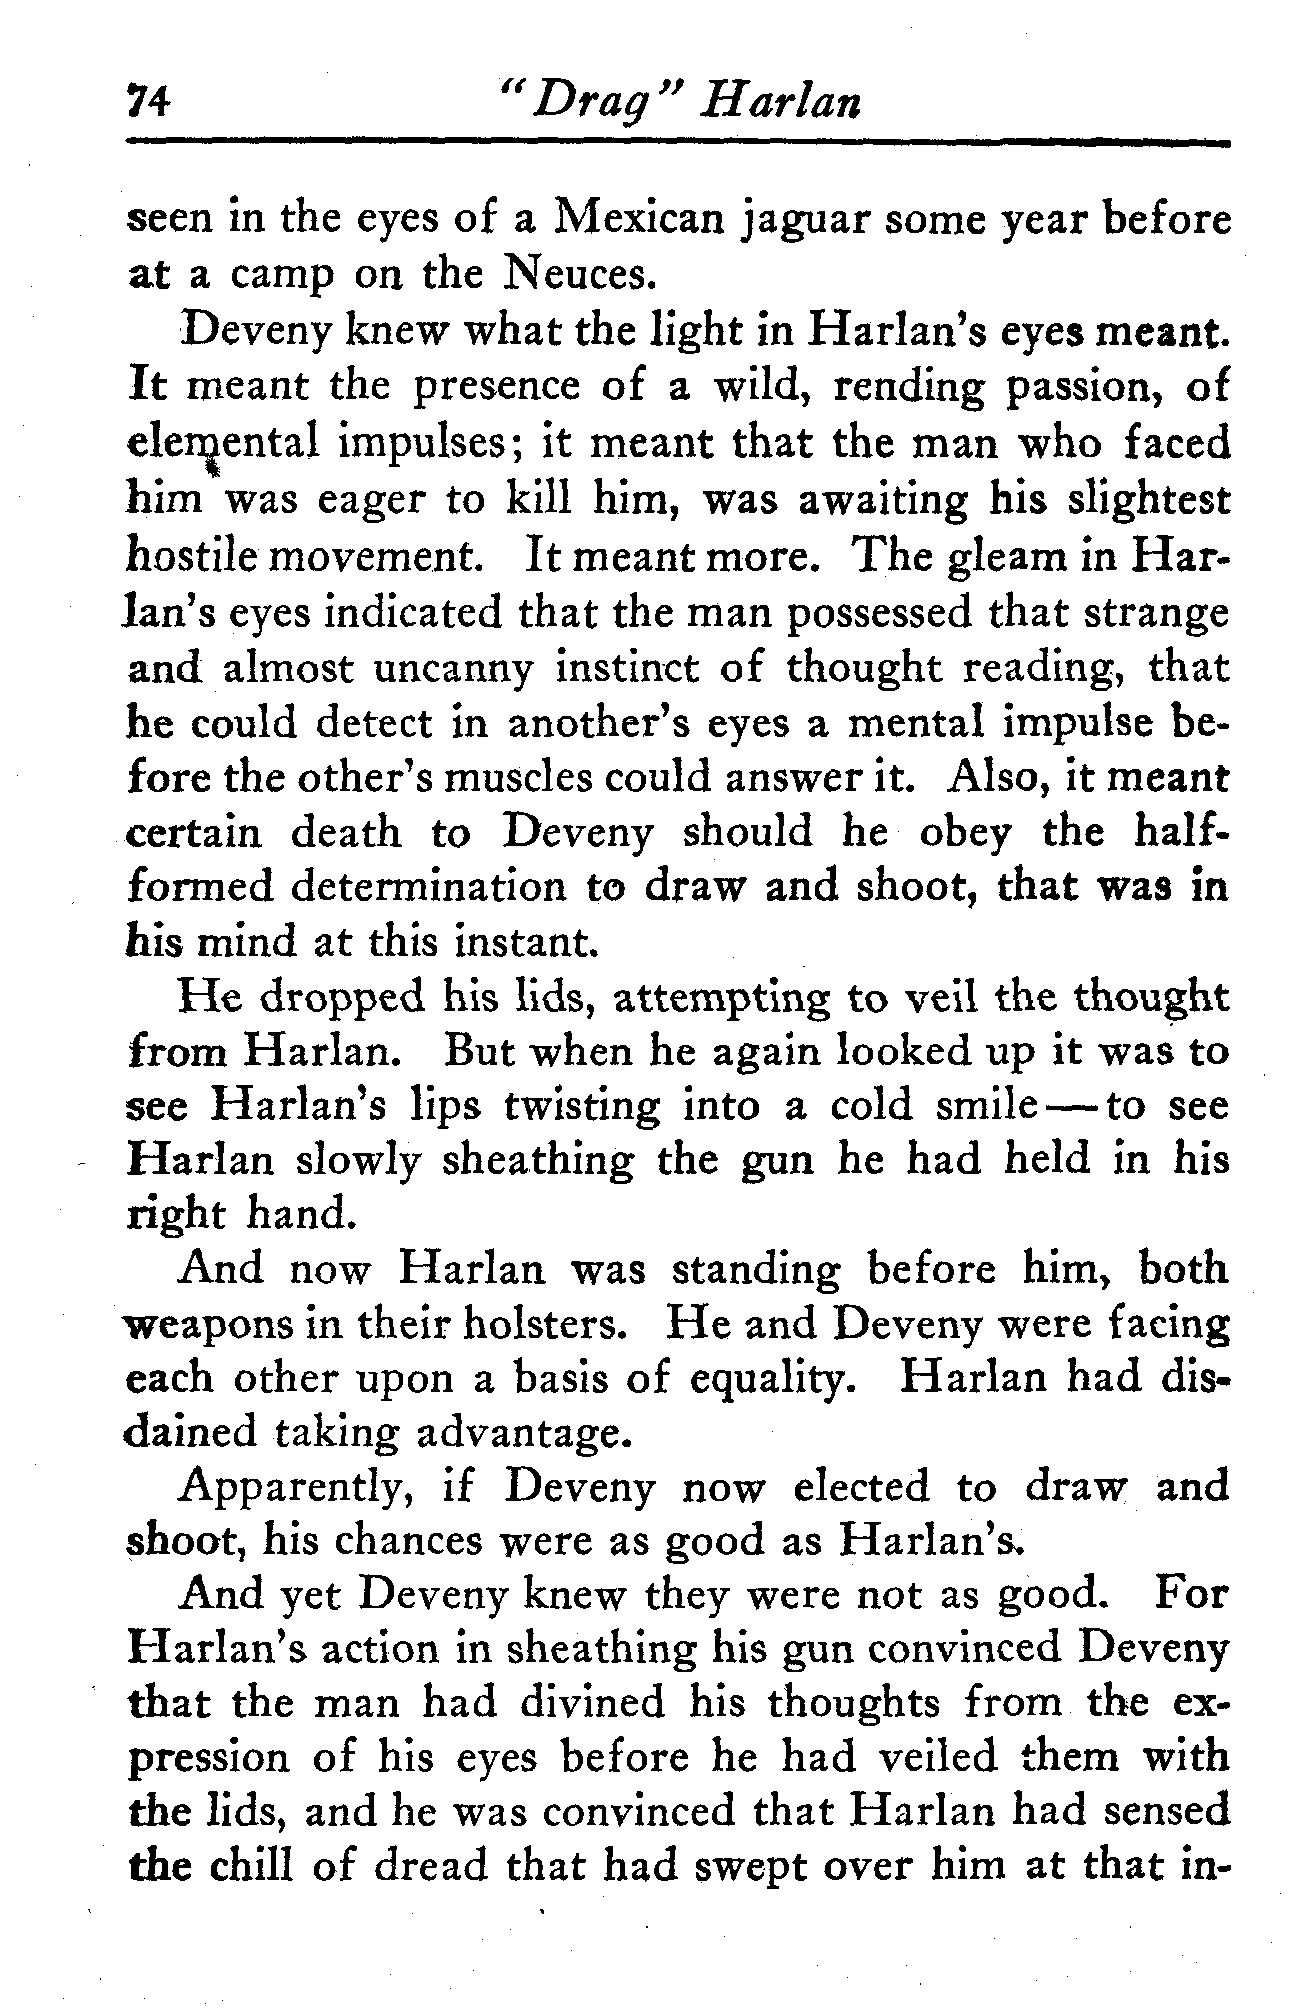 74 "Drag" Harlan
seen in the eyes of a Mexican jaguar some year before
at a camp on the Neuces.
Deveny knew what the light in Harlan's eyes meant.
It meant the presence of a wild, rending passion, of
elemental impulses; it meant that the man who faced
him was eager to kill him, was awaiting his slightest
hostile movement. It meant more. The gleam in Har-
lan's eyes indicated that the man possessed that strange
and almost uncanny instinct of thought reading, that
he could detect in another's eyes a mental impulse be-
fore the other's muscles could answer it. Also, it meant
certain death to Deveny should he obey the half-
formed determination to draw and shoot, that was in
his mind at this instant.
He dropped his lids, attempting to veil the thought
from Harlan. But when he again looked up it was to
see Harlan's lips twisting into a cold smile—to see
Harlan slowly sheathing the gun he had held in his
right hand.
And now Harlan was standing before him, both
weapons in their holsters. He and Deveny were facing
each other upon a basis of equality. Harlan had dis-
dained taking advantage.
Apparently, if Deveny now elected to draw and
shoot, his chances were as good as Harlan's.
And yet Deveny knew they were not as good. For
Harlan's action in sheathing his gun convinced Deveny
that the man had divined his thoughts from the ex-
pression of his eyes before he had veiled them with
the lids, and he was convinced that Harlan had sensed
the chill of dread that had swept over him at that in-